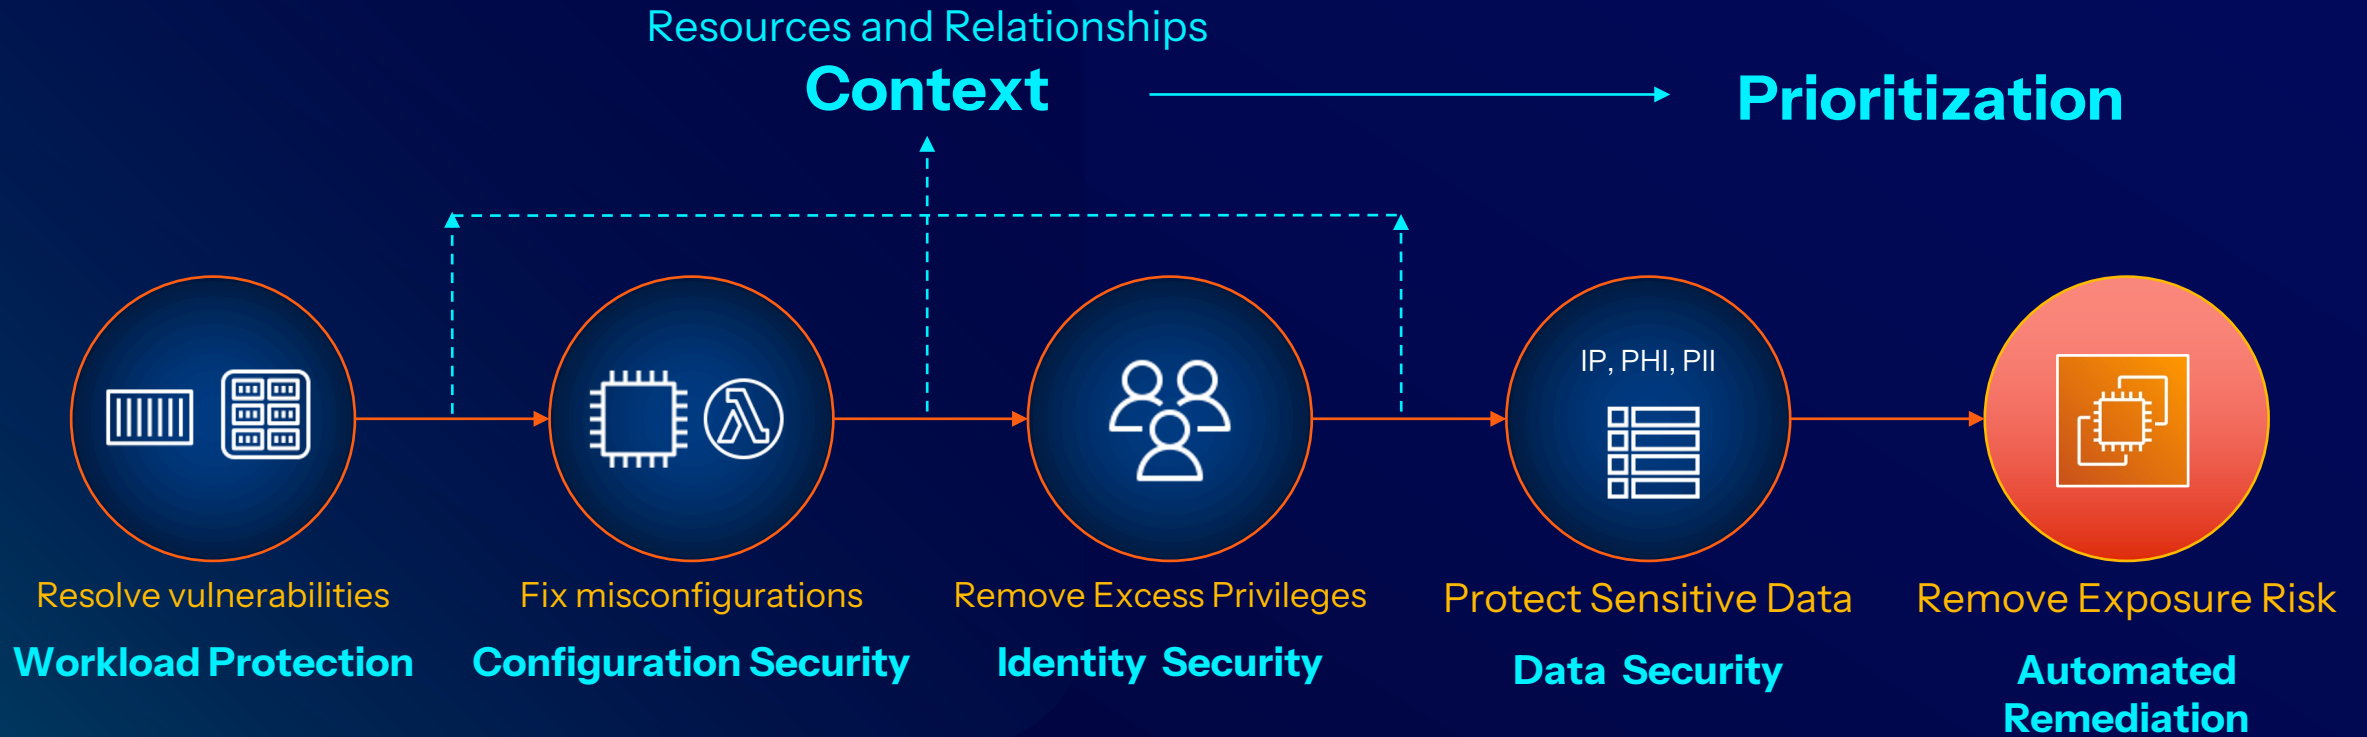 Resources and Relationships
Context
Prioritization
IP, PHI, PII
Resolve vulnerabilities
Fix misconfigurations
Remove Excess Privileges
Protect Sensitive Data
Remove Exposure Risk
Workload Protection
Configuration Security
Identity Security
Data Security
Automated
Remediation